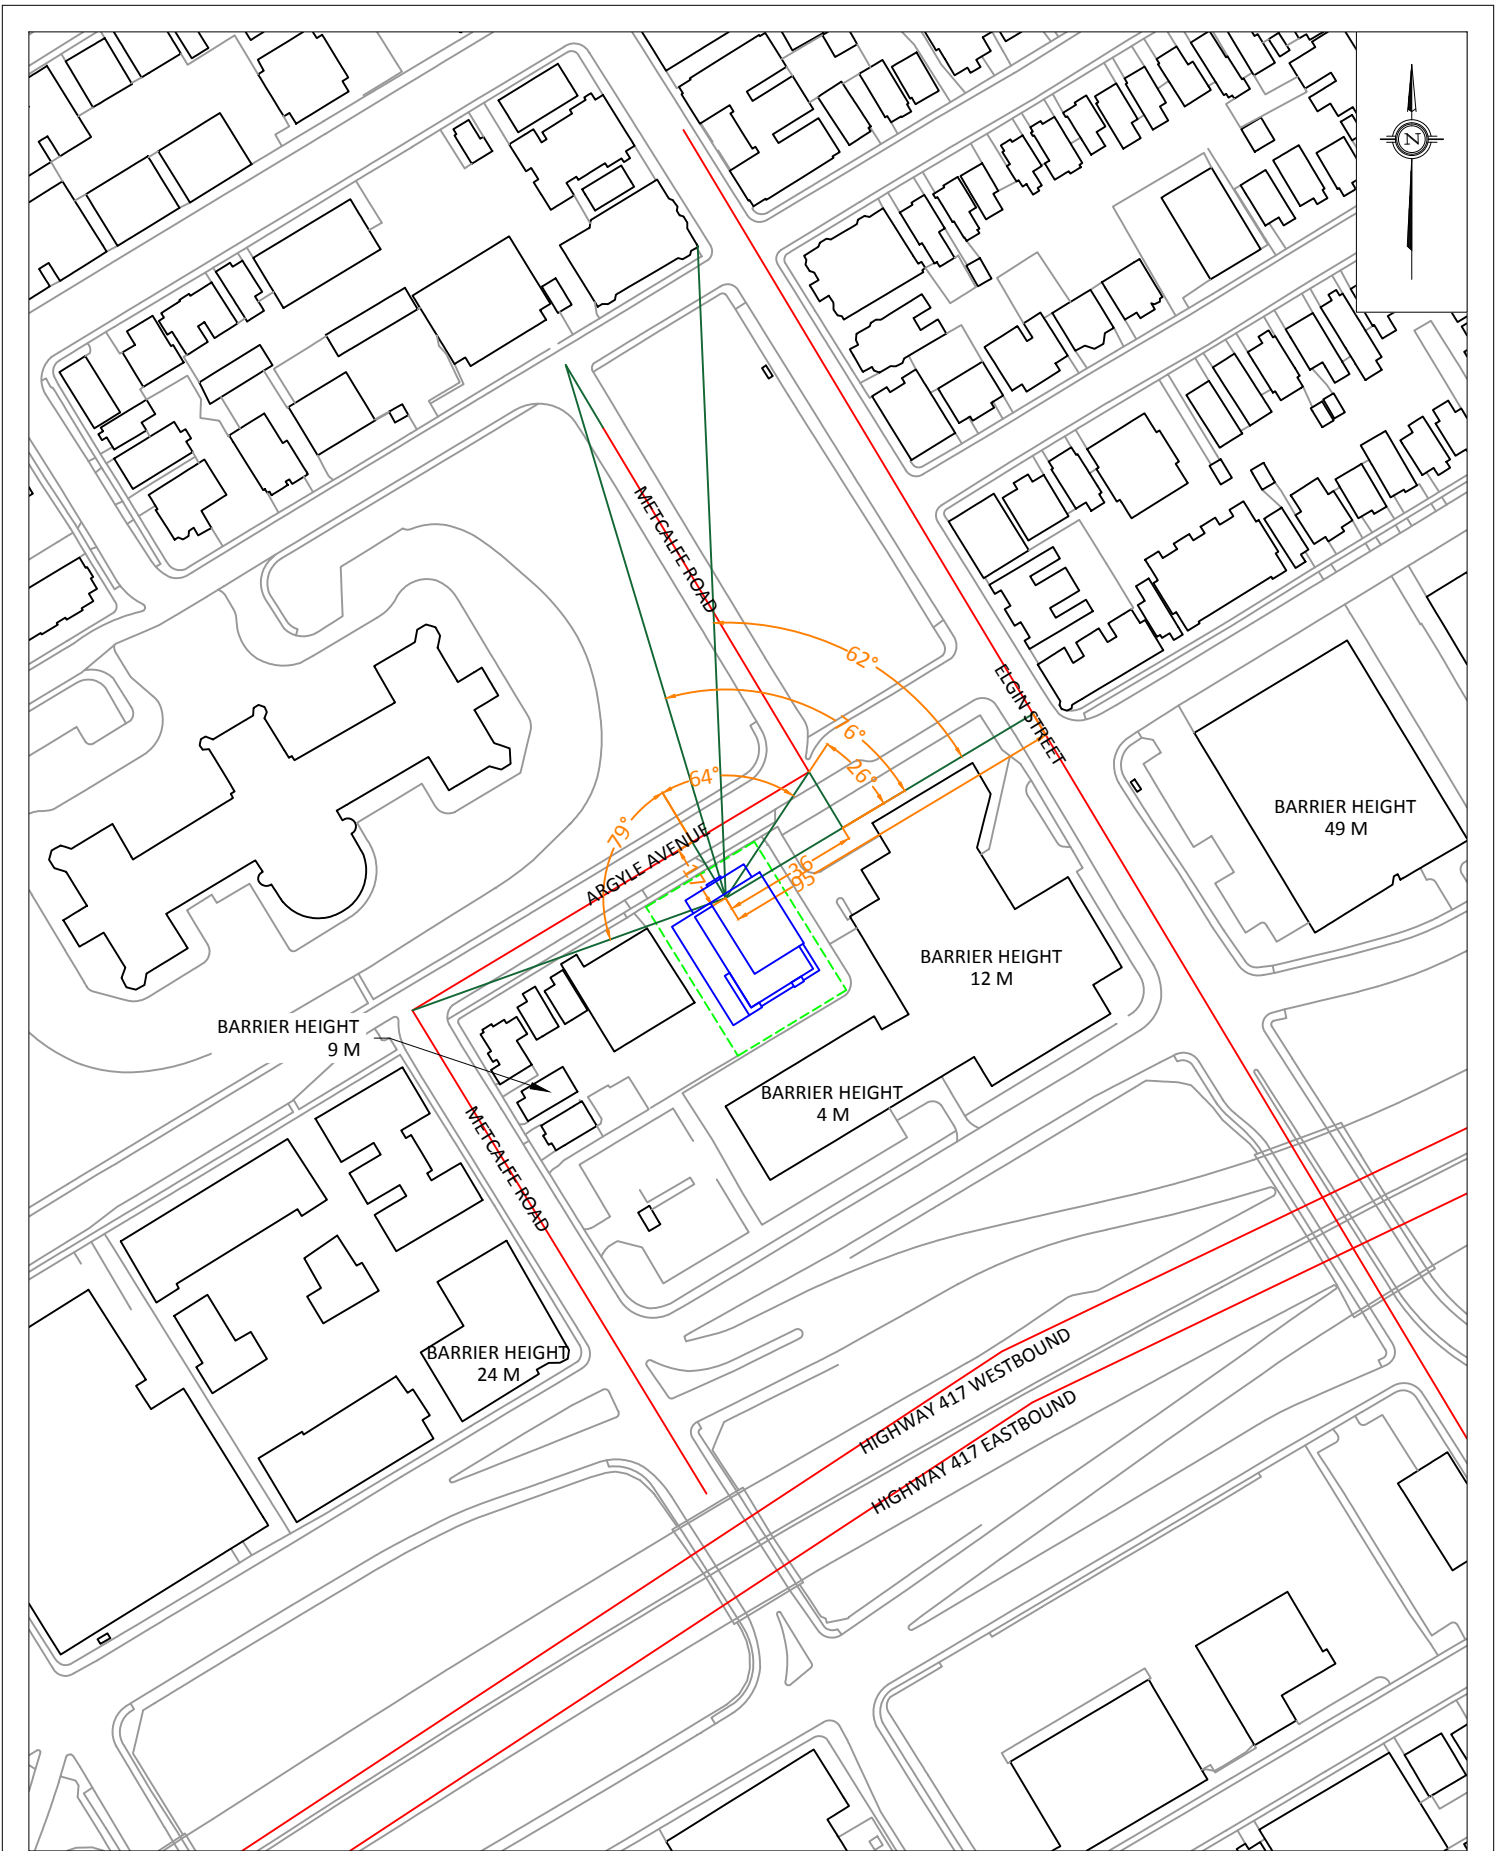 N
METCALFE ROAD
62°
ELGIN STREET
76°
26°
64°
79°
ARGYLE AVENUE
17
36
95
BARRIER HEIGHT
49 M
BARRIER HEIGHT
12 M
BARRIER HEIGHT
9 M
BARRIER HEIGHT
4 M
METCALFE ROAD
BARRIER HEIGHT
24 M
HIGHWAY 417 WESTBOUND
HIGHWAY 417 EASTBOUND